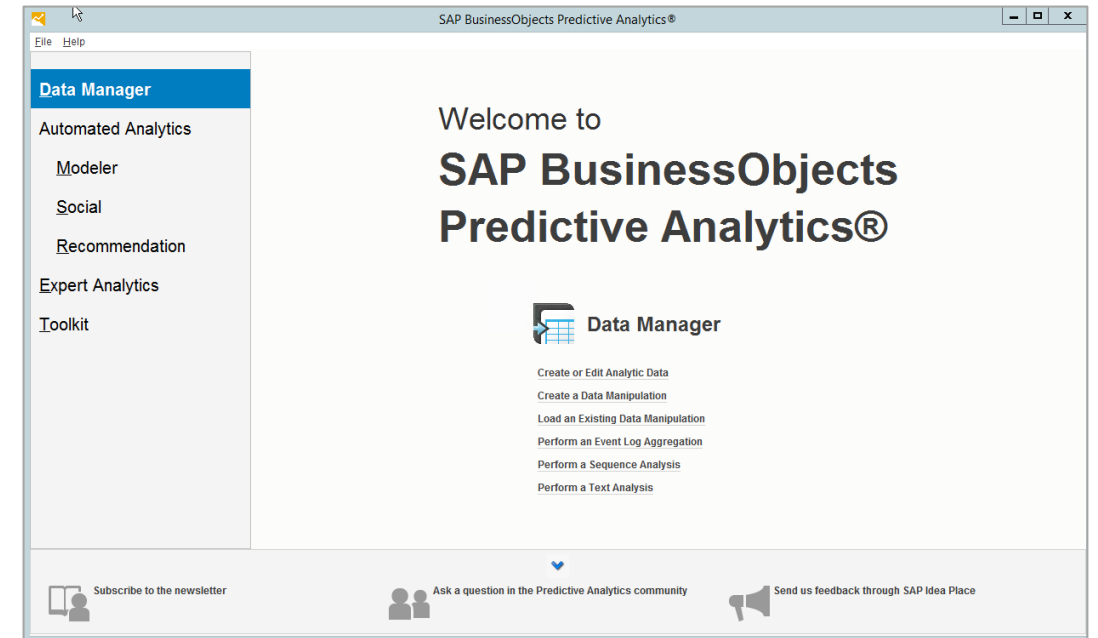 SAP BusinessObjects Predictive Analytics®
File Help
Data Manager
Automated Analytics
Modeler
Social
Recommendation
Expert Analytics
Toolkit
Welcome to
SAP BusinessObjects
Predictive Analytics®
Data Manager
Create or Edit Analytic Data
Create a Data Manipulation
Load an Existing Data Manipulation
Perform an Event Log Aggregation
Perform a Sequence Analysis
Perform a Text Analysis
Subscribe to the newsletter
Ask a question in the Predictive Analytics community
Send us feedback through SAP Idea Place